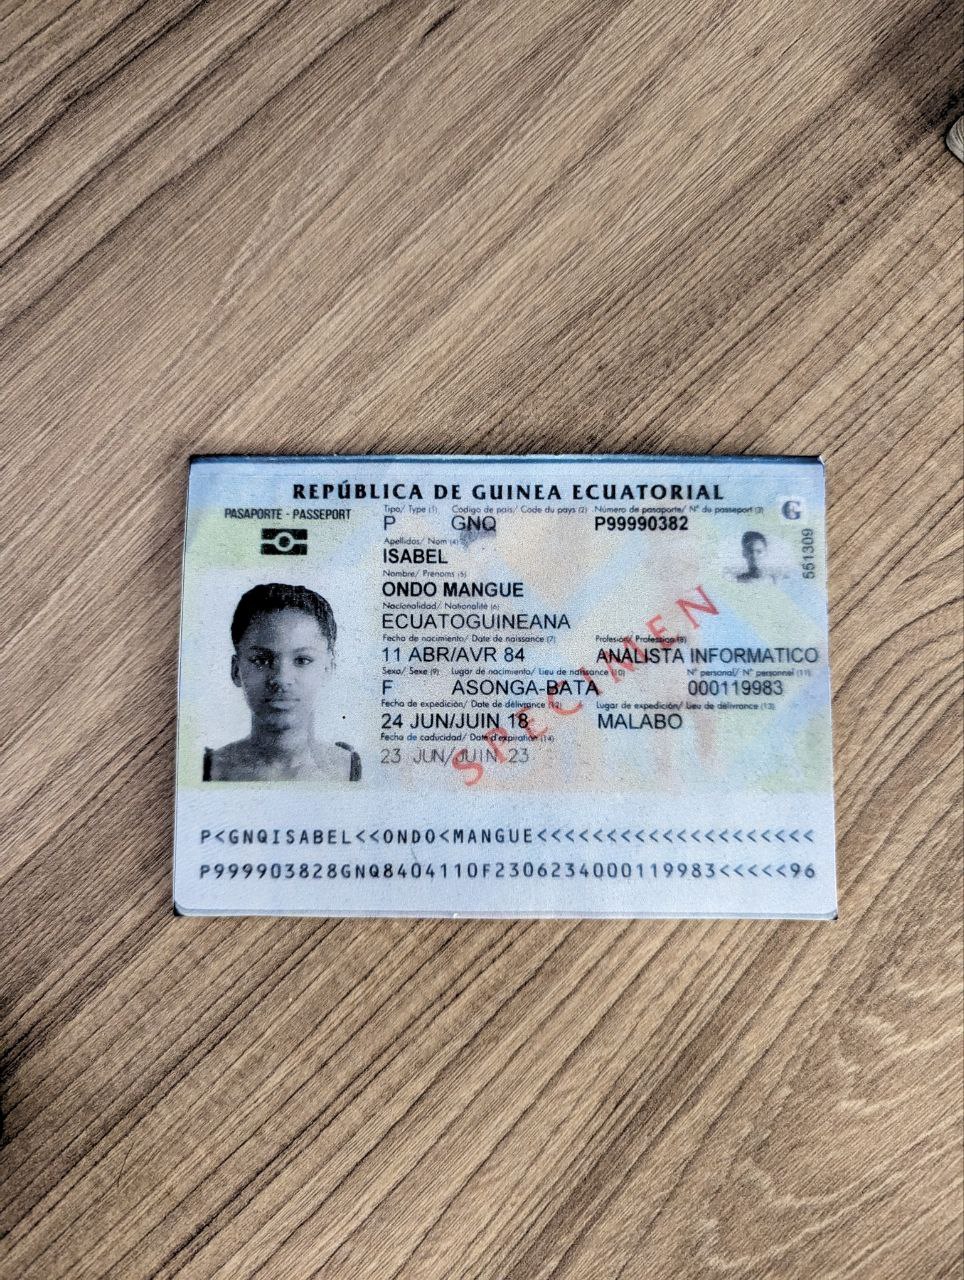 REPÚBLICA DE GUINEA ECUATORIAL
PASAPORTE - PASSEPORT
Tipo/ Type (1) Código de país/ Code du pays (2) Número de pasaporte/ N° du passeport (3)
P GNQ P99990382
G
551309
Apellidos/ Nom (4)
ISABEL
Nombre/ Prenoms (5)
ONDO MANGUE
Nacionalidad/ Nationalité (6)
ECUATOGUINEANA
Fecha de nacimiento/ Date de naissance (7) Profesión/ Profession (8)
11 ABR/AVR 84 ANALISTA INFORMATICO
Sexo/ Sexe (9) Lugar de nacimiento/ Lieu de naissance (10) N° personal/ N° personnel (11)
F ASONGA-BATA 000119983
Fecha de expedición/ Date de délivrance (12) Lugar de expedición/ Lieu de délivrance (13)
24 JUN/JUIN 18 MALABO
Fecha de caducidad/ Date d'expiration (14)
23 JUN/JUIN 23
SPECIMEN
P<GNQISABEL<<ONDO<MANGUE<<<<<<<<<<<<<<<<<<<<
P999903828GNQ8404110F2306234000119983<<<<<96